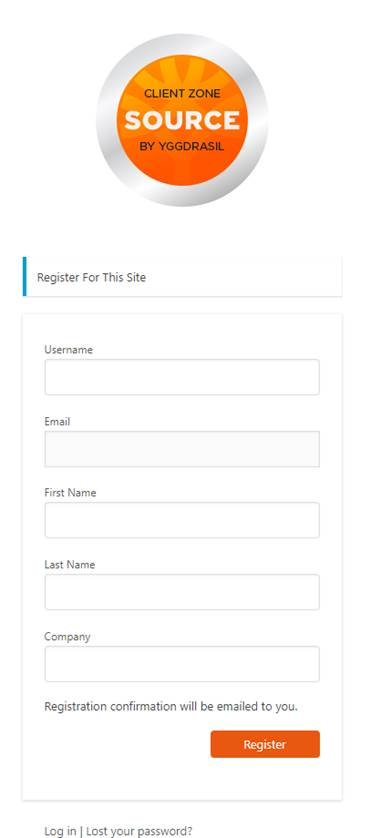 CLIENT ZONE
SOURCE
BY YGGDRASIL
Register For This Site
Username
Email
First Name
Last Name
Company
Registration confirmation will be emailed to you.
Register
Log in | Lost your password?